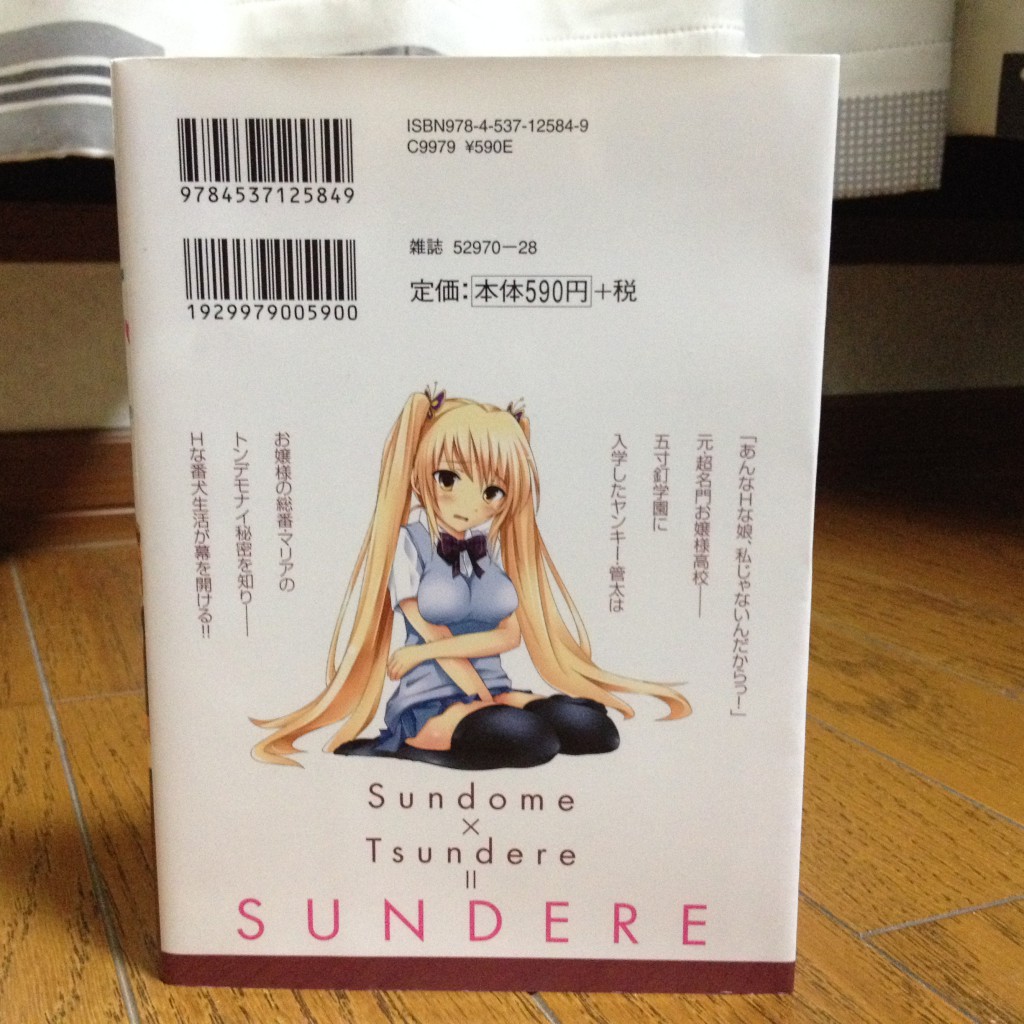 ISBN978-4-537-12584-9
C9979 ¥590E
9784537125849
雑誌 52970-28
定価:本体590円+税
1929979005900
「あんなHな娘、私じゃないんだからっ!」
元・超名門お嬢様高校――
五寸釘学園に
入学したヤンキー・管太は
お嬢様の総番・マリアの
トンデモナイ秘密を知り――
Hな番犬生活が幕を開ける!!
Sundome
×
Tsundere
=
SUNDERE